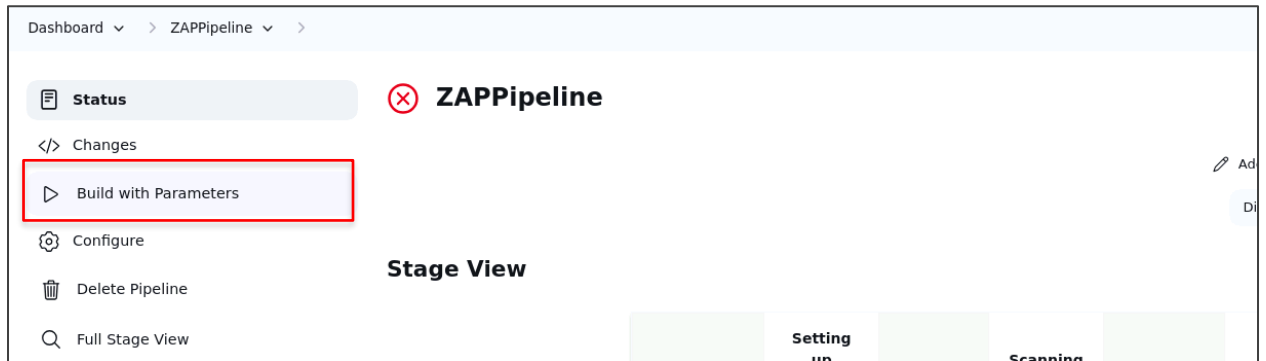 Dashboard > ZAPPipeline >
Status
ZAPPipeline
Changes
Build with Parameters
Configure
Stage View
Delete Pipeline
Full Stage View
Setting
up
Scanning